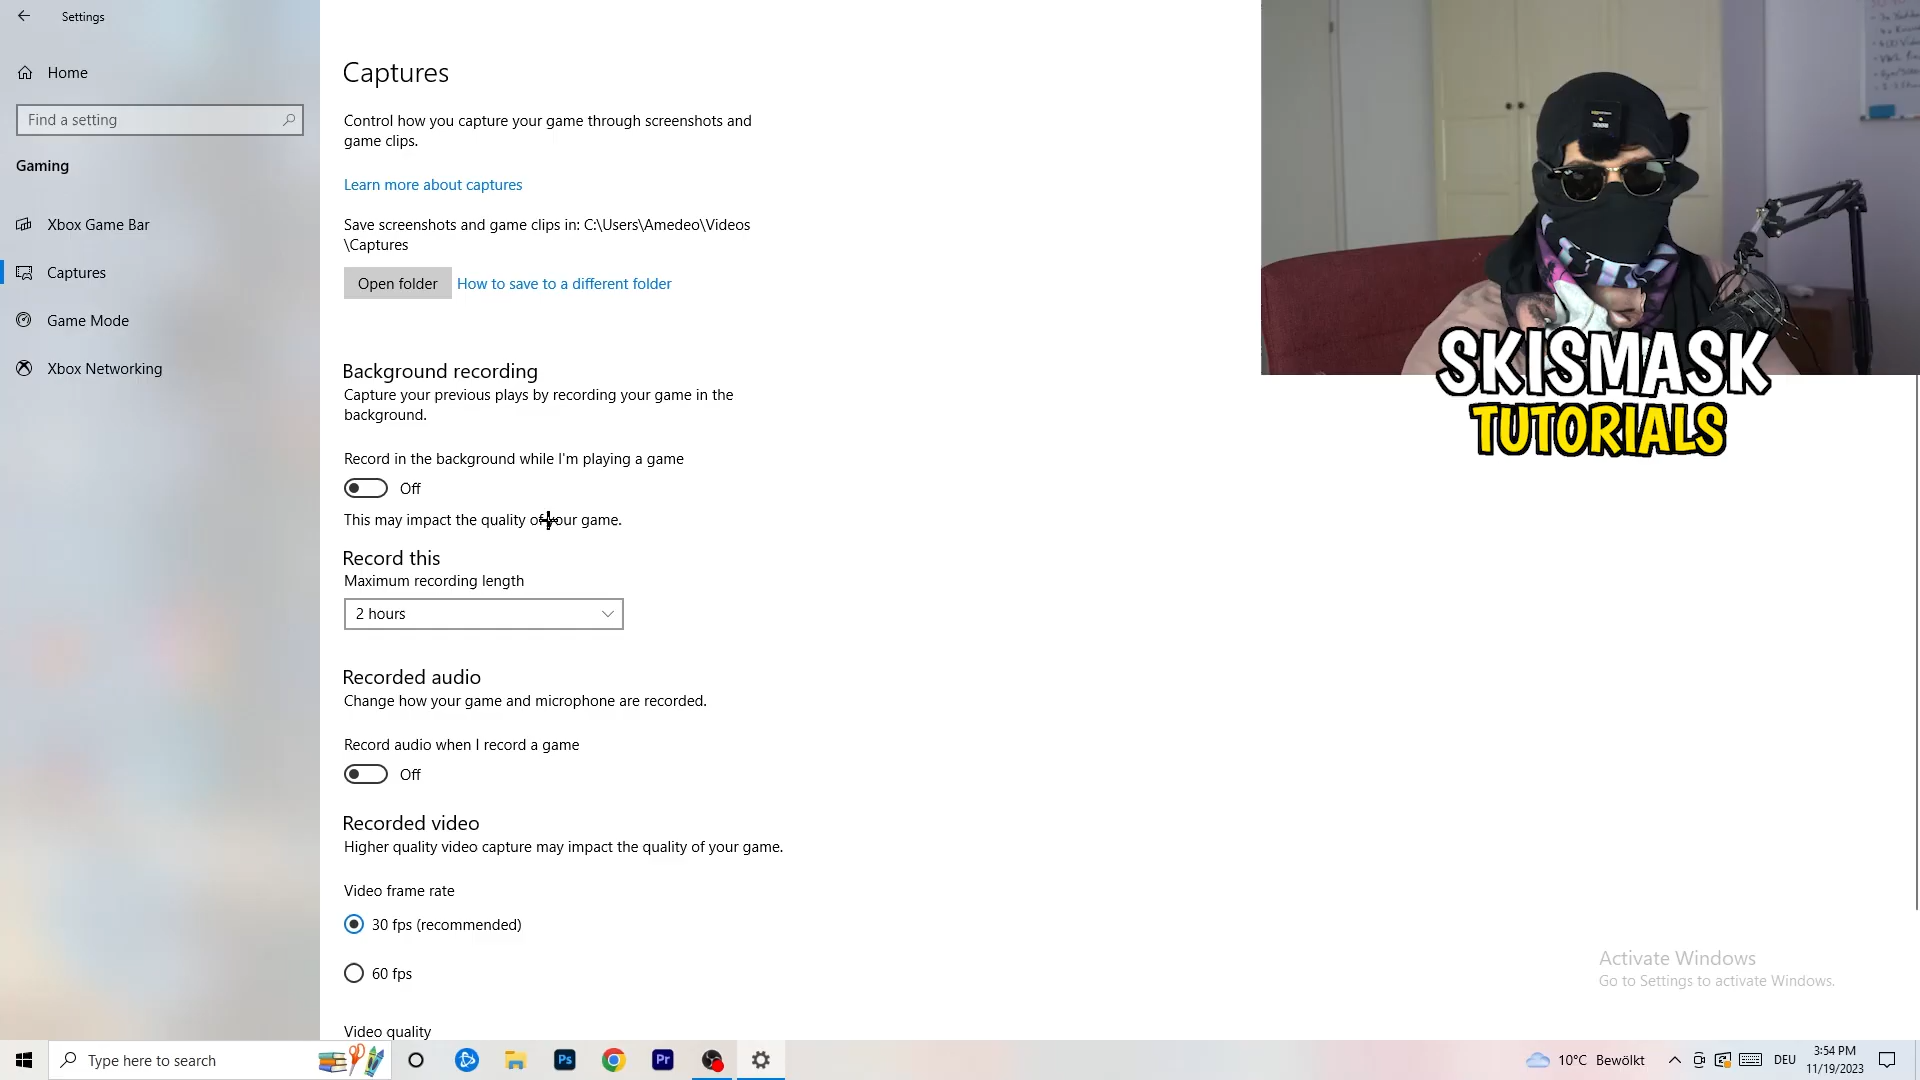 Settings
Home
Find a setting
Gaming
Xbox Game Bar
Captures
Game Mode
Xbox Networking
Captures
Control how you capture your game through screenshots and
game clips.
Learn more about captures
Save screenshots and game clips in: C:\Users\Amedeo\Videos
\Captures
Open folder
How to save to a different folder
Background recording
Capture your previous plays by recording your game in the
background.
Record in the background while I'm playing a game
Off
This may impact the quality of your game.
Record this
Maximum recording length
2 hours
Recorded audio
Change how your game and microphone are recorded.
Record audio when I record a game
Off
Recorded video
Higher quality video capture may impact the quality of your game.
Video frame rate
30 fps (recommended)
60 fps
Video quality
SKISMASK
TUTORIALS
Activate Windows
Go to Settings to activate Windows.
Type here to search
Ps
Pr
10°C Bewölkt
DEU
3:54 PM
11/19/2023